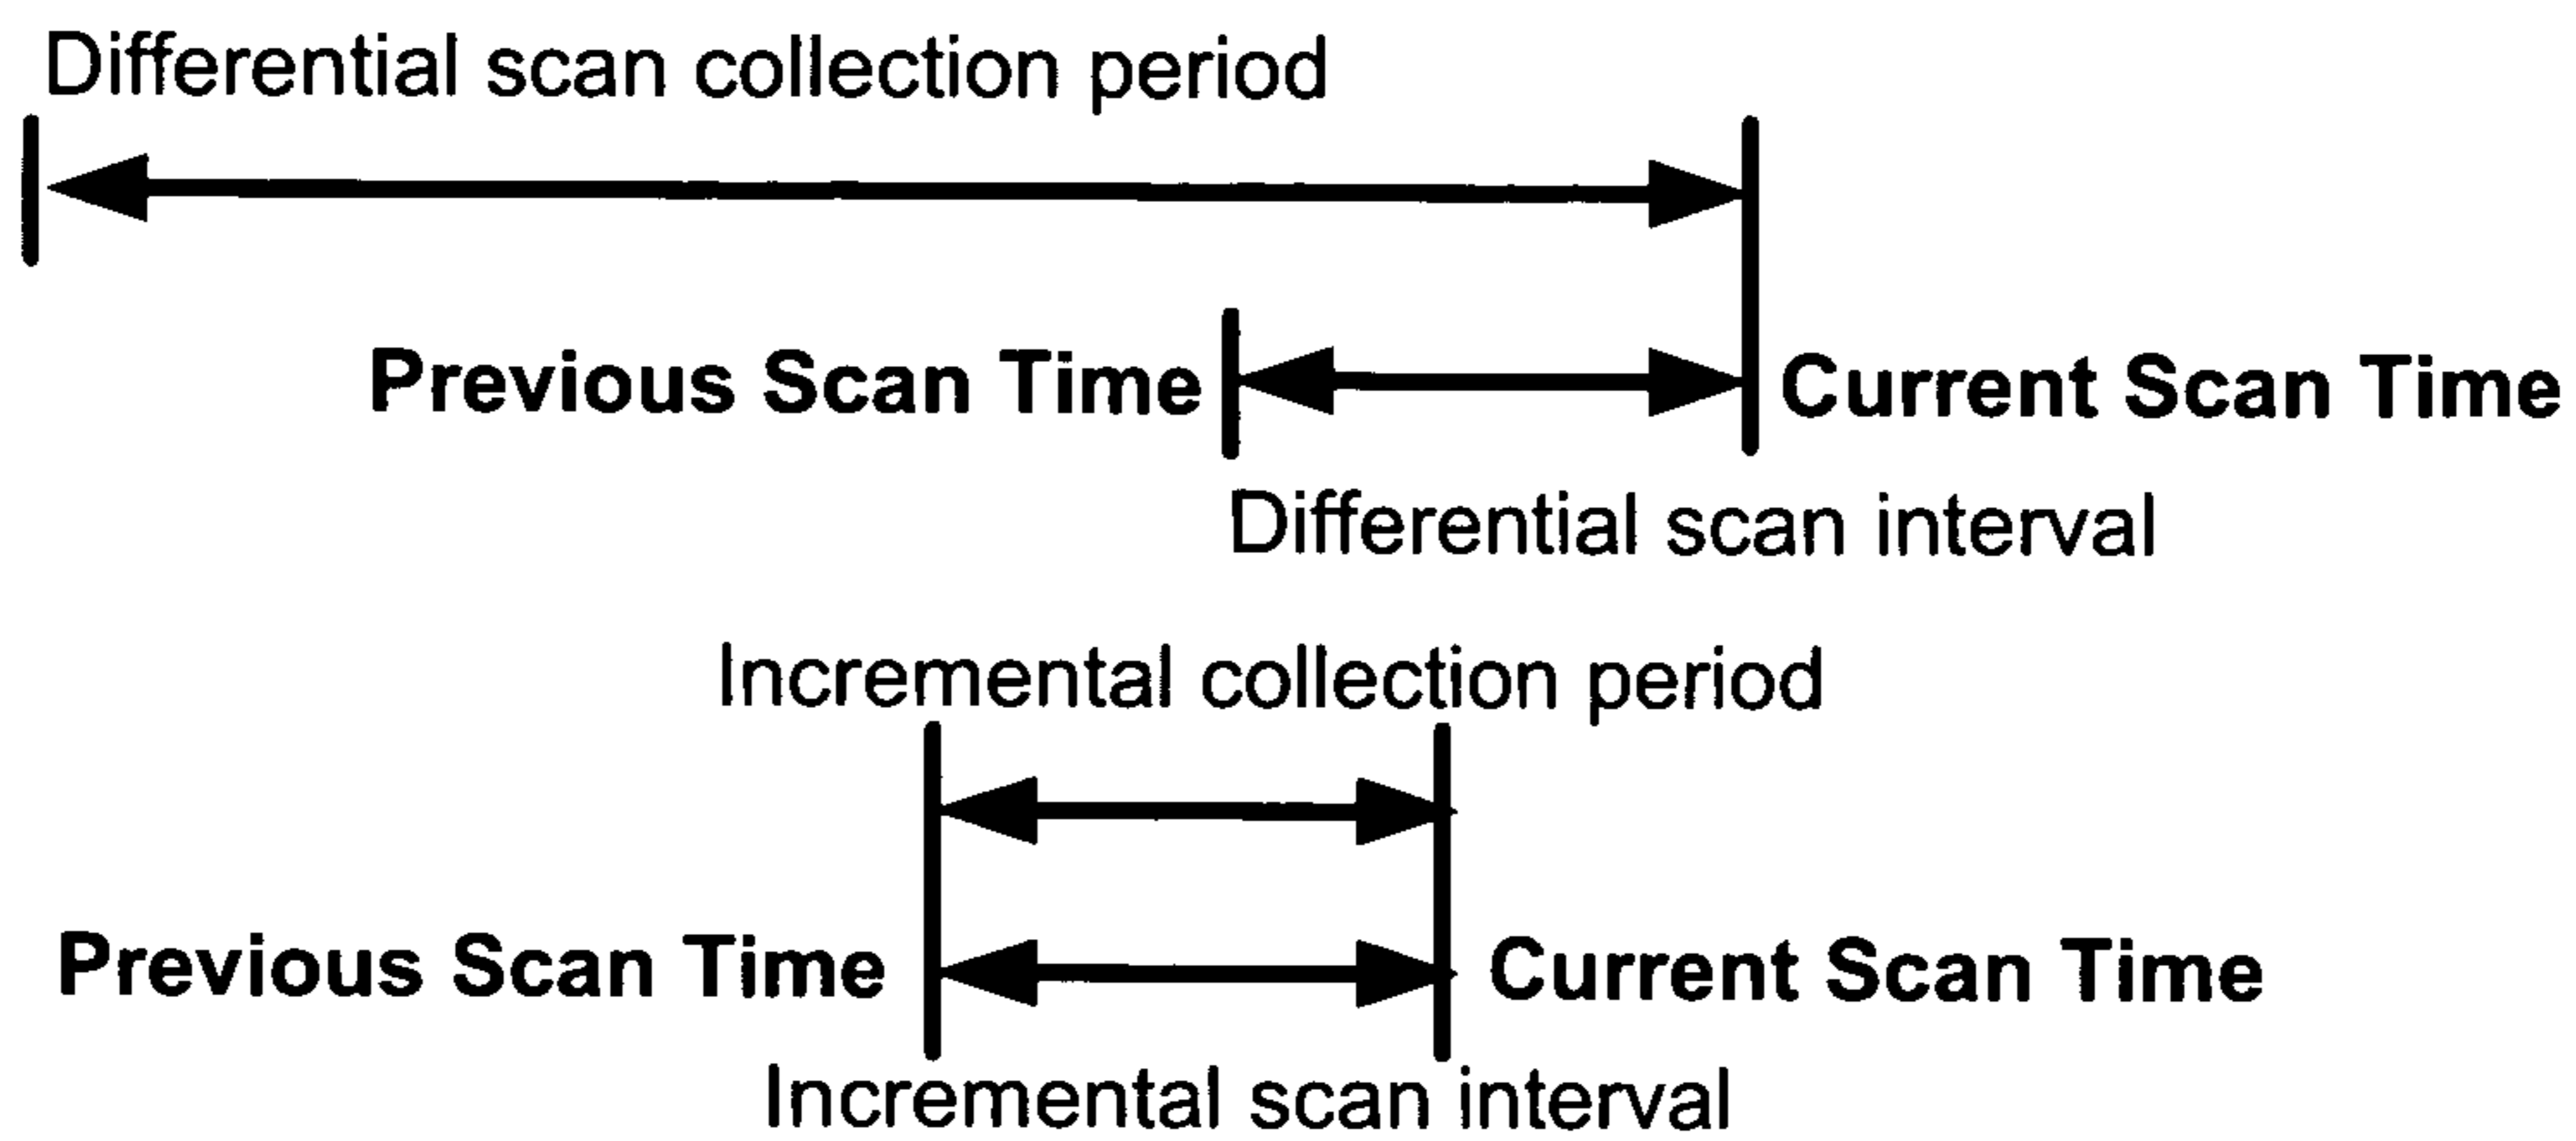 Differential scan collection period
Previous Scan Time
Current Scan Time
Differential scan interval
Incremental collection period
Previous Scan Time
Current Scan Time
Incremental scan interval